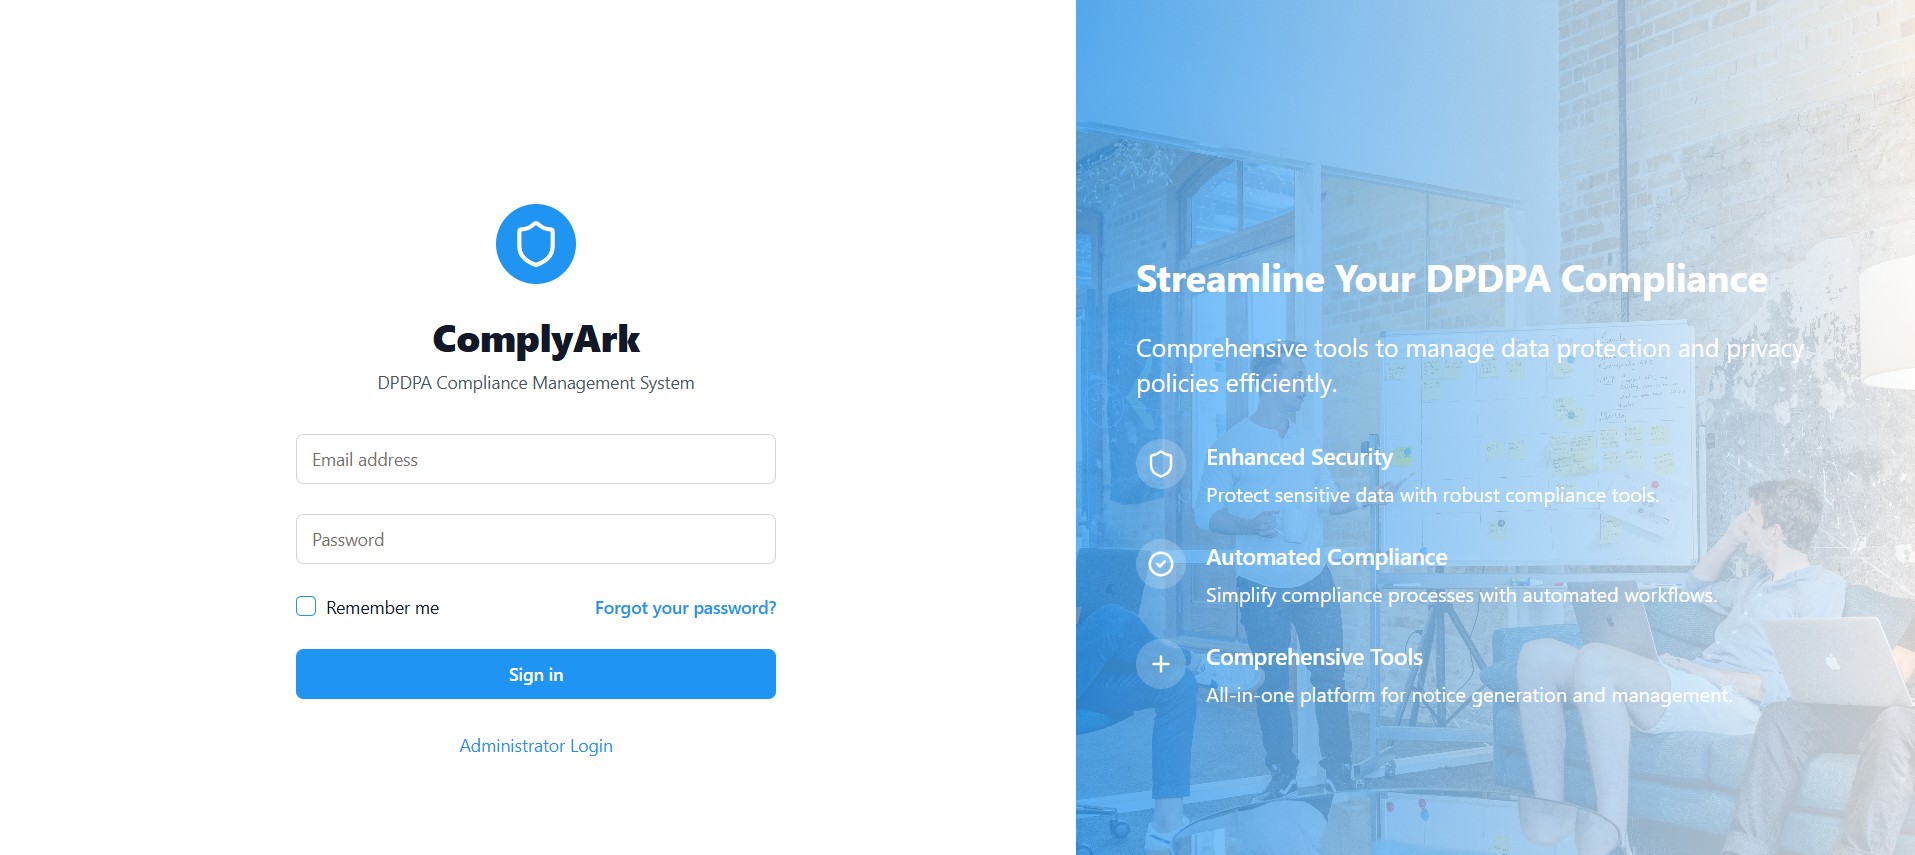 ComplyArk
DPDPA Compliance Management System
Email address
Password
Remember me
Forgot your password?
Sign in
Administrator Login
Streamline Your DPDPA Compliance
Comprehensive tools to manage data protection and privacy
policies efficiently.
Enhanced Security
Protect sensitive data with robust compliance tools.
Automated Compliance
Simplify compliance processes with automated workflows.
Comprehensive Tools
All-in-one platform for notice generation and management.